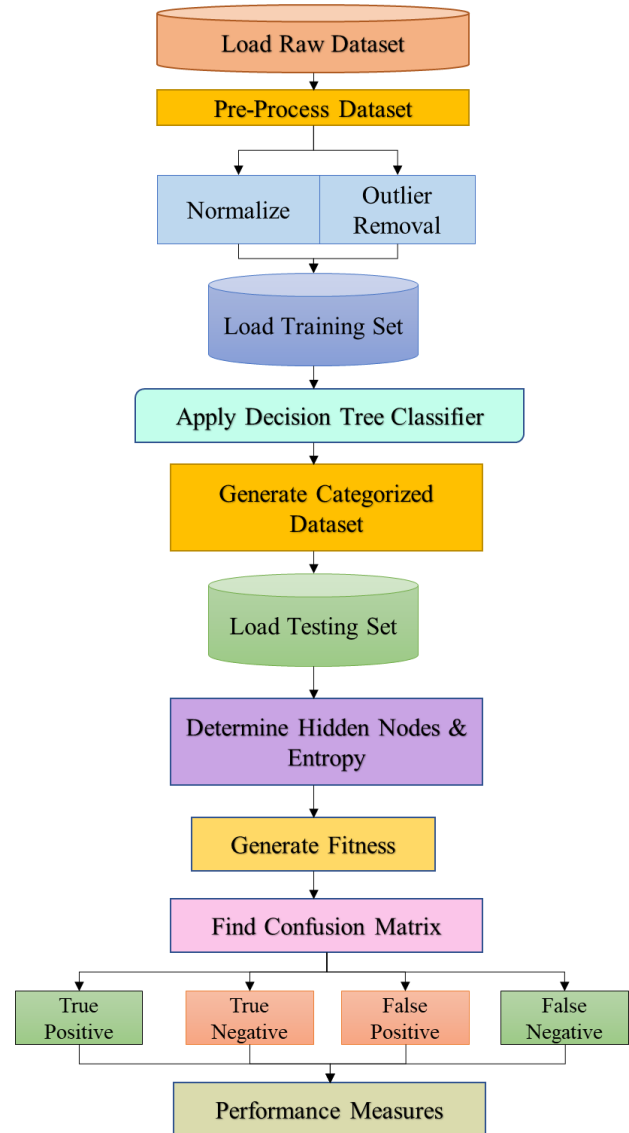 Load Raw Dataset
Pre-Process Dataset
Normalize
Outlier
Removal
Load Training Set
Apply Decision Tree Classifier
Generate Categorized
Dataset
Load Testing Set
Determine Hidden Nodes &
Entropy
Generate Fitness
Find Confusion Matrix
True
Positive
True
Negative
False
Positive
False
Negative
Performance Measures